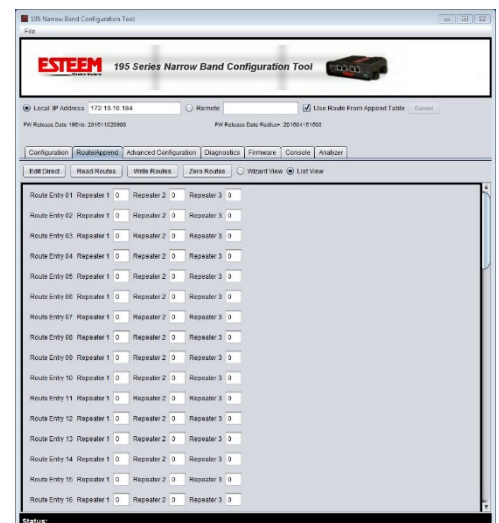 195 Narrow Band Configuration Tool
File
ESTEEM 195 Series Narrow Band Configuration Tool
Local IP Address 172.16.10.184 Remote Use Route From Append Table Cancel
FW Release Date 195nb: 201611020900 FW Release Date Radio+: 201604161503
Configuration Route/Append Advanced Configuration Diagnostics Firmware Console Analyzer
Edit Direct Read Routes Write Routes Zero Routes Wizard View List View
Route Entry 01 Repeater 1 0 Repeater 2 0 Repeater 3 0
Route Entry 02 Repeater 1 0 Repeater 2 0 Repeater 3 0
Route Entry 03 Repeater 1 0 Repeater 2 0 Repeater 3 0
Route Entry 04 Repeater 1 0 Repeater 2 0 Repeater 3 0
Route Entry 05 Repeater 1 0 Repeater 2 0 Repeater 3 0
Route Entry 06 Repeater 1 0 Repeater 2 0 Repeater 3 0
Route Entry 07 Repeater 1 0 Repeater 2 0 Repeater 3 0
Route Entry 08 Repeater 1 0 Repeater 2 0 Repeater 3 0
Route Entry 09 Repeater 1 0 Repeater 2 0 Repeater 3 0
Route Entry 10 Repeater 1 0 Repeater 2 0 Repeater 3 0
Route Entry 11 Repeater 1 0 Repeater 2 0 Repeater 3 0
Route Entry 12 Repeater 1 0 Repeater 2 0 Repeater 3 0
Route Entry 13 Repeater 1 0 Repeater 2 0 Repeater 3 0
Route Entry 14 Repeater 1 0 Repeater 2 0 Repeater 3 0
Route Entry 15 Repeater 1 0 Repeater 2 0 Repeater 3 0
Route Entry 16 Repeater 1 0 Repeater 2 0 Repeater 3 0
Status: